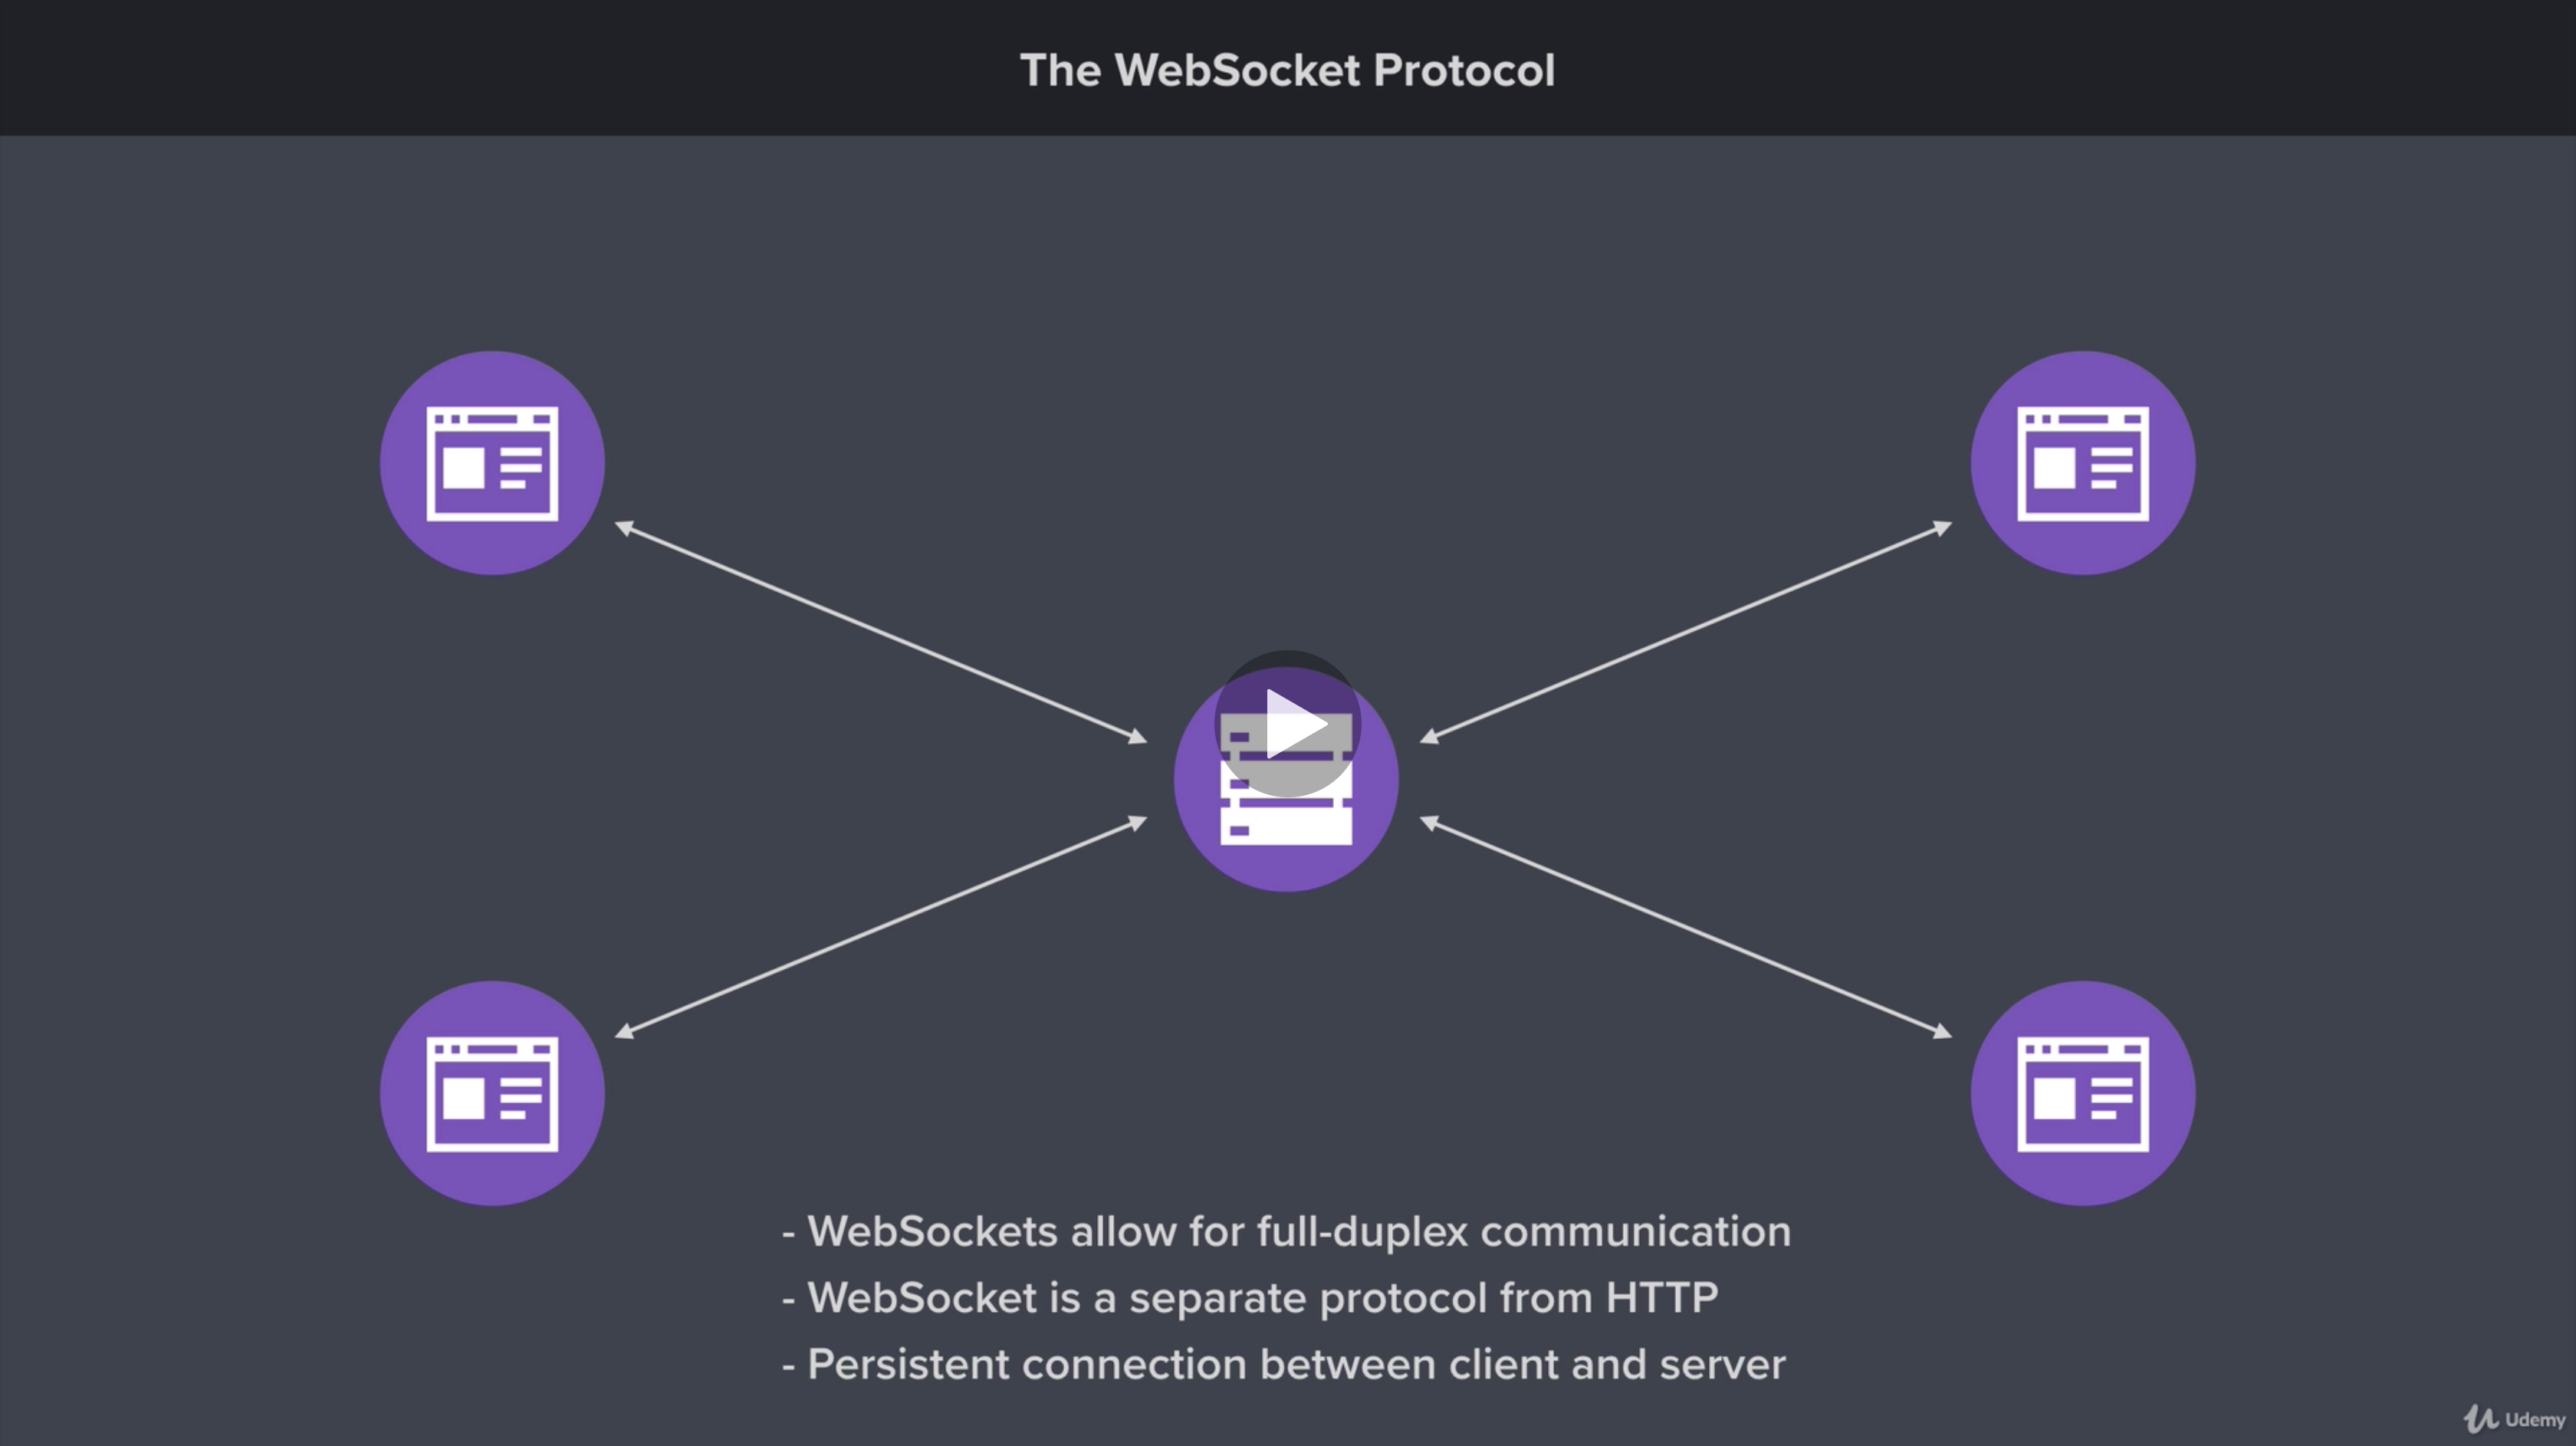 The WebSocket Protocol
- WebSockets allow for full-duplex communication
- WebSocket is a separate protocol from HTTP
- Persistent connection between client and server
Udemy